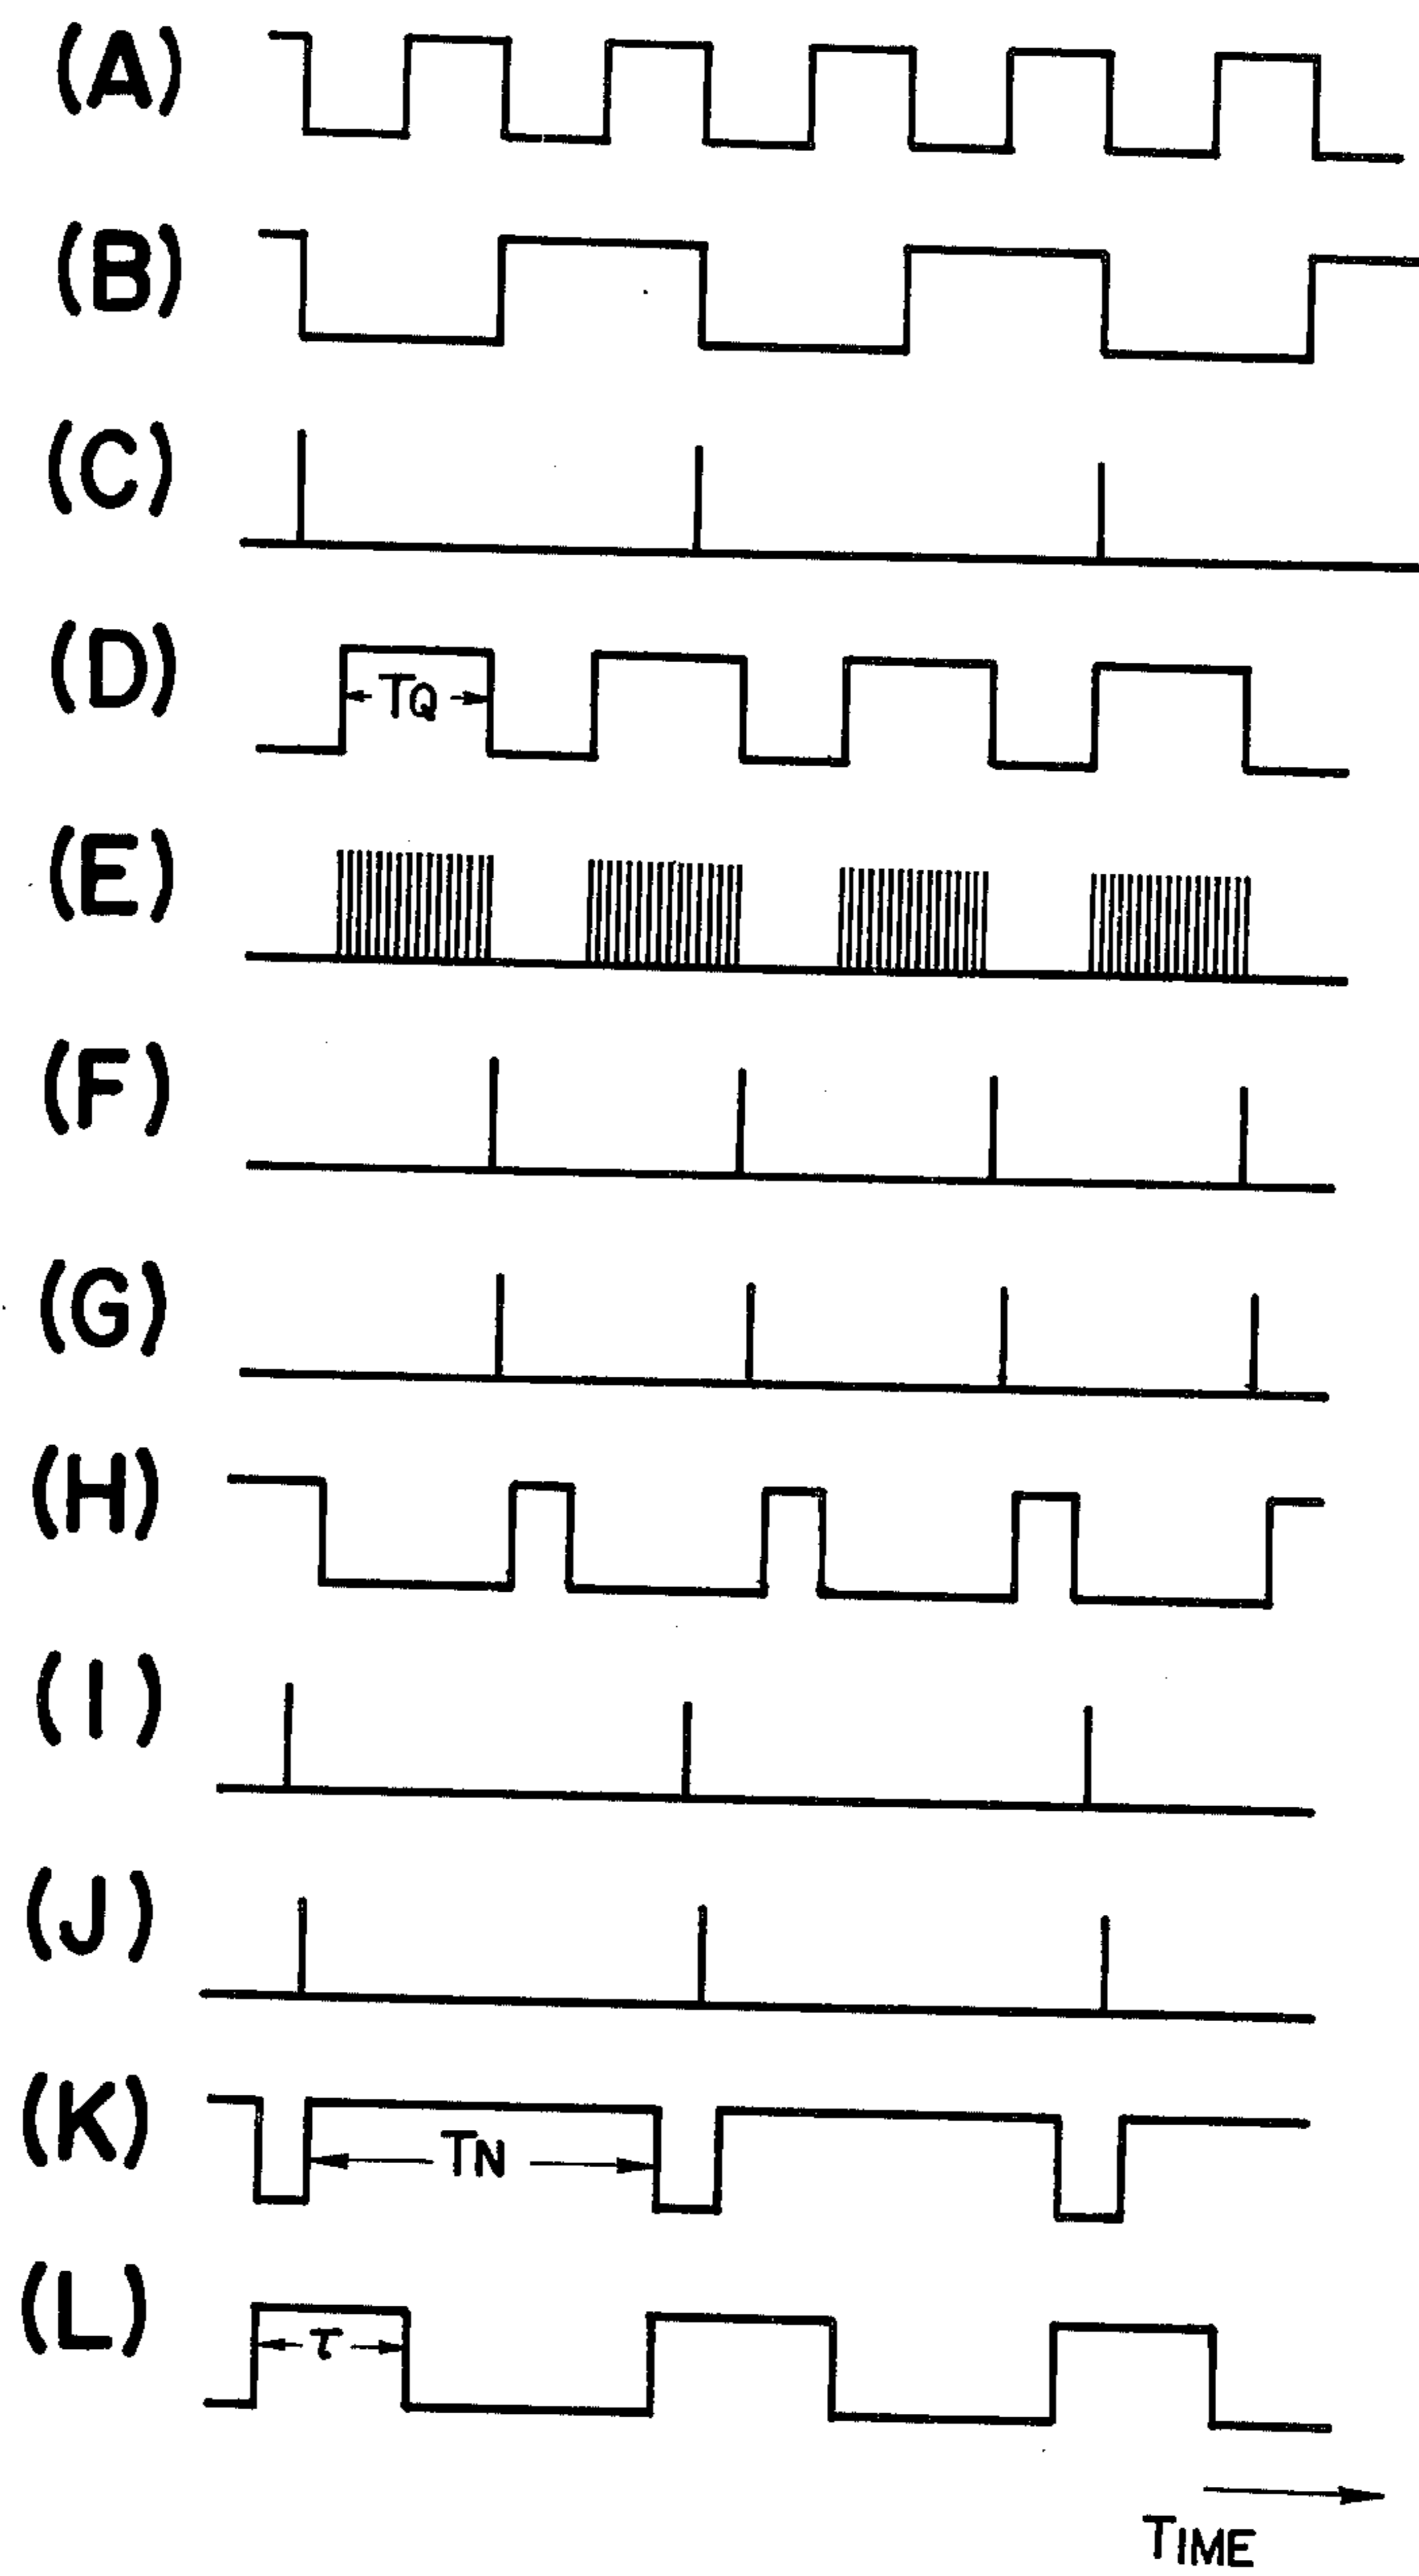 (A)
(B)
(C)
(D)
TQ
(E)
(F)
(G)
(H)
(I)
(J)
(K)
TN
(L)
τ
TIME